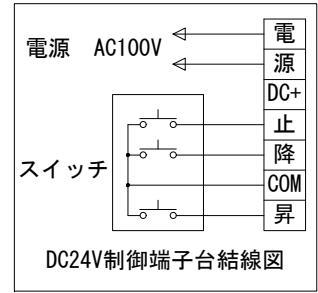 電源 AC100V
電
源
DC+
止
降
COM
昇
スイッチ
DC24V制御端子台結線図